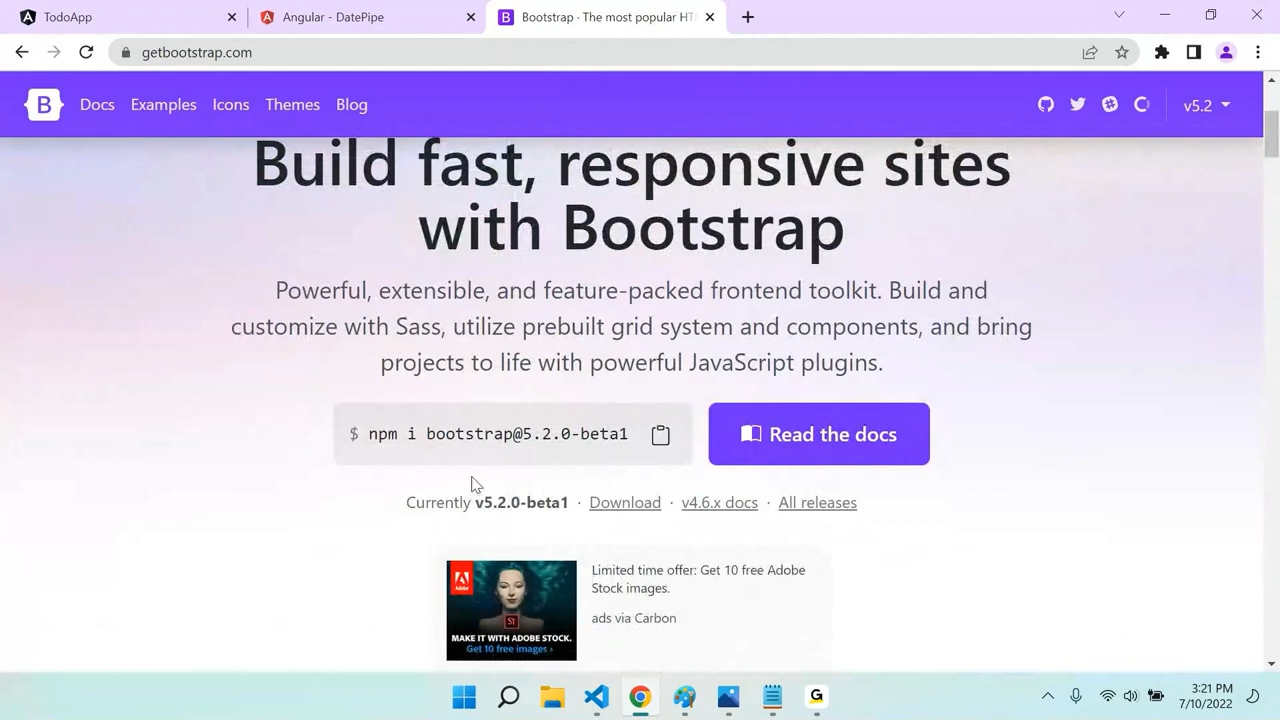 TodoApp
Angular - DatePipe
Bootstrap · The most popular HT
getbootstrap.com
B Docs Examples Icons Themes Blog v5.2
Build fast, responsive sites
with Bootstrap
Powerful, extensible, and feature-packed frontend toolkit. Build and
customize with Sass, utilize prebuilt grid system and components, and bring
projects to life with powerful JavaScript plugins.
$ npm i bootstrap@5.2.0-beta1
Read the docs
Currently v5.2.0-beta1 · Download · v4.6.x docs · All releases
Limited time offer: Get 10 free Adobe
Stock images.
ads via Carbon
St
MAKE IT WITH ADOBE STOCK.
Get 10 free images ›
G
3:21 PM
7/10/2022